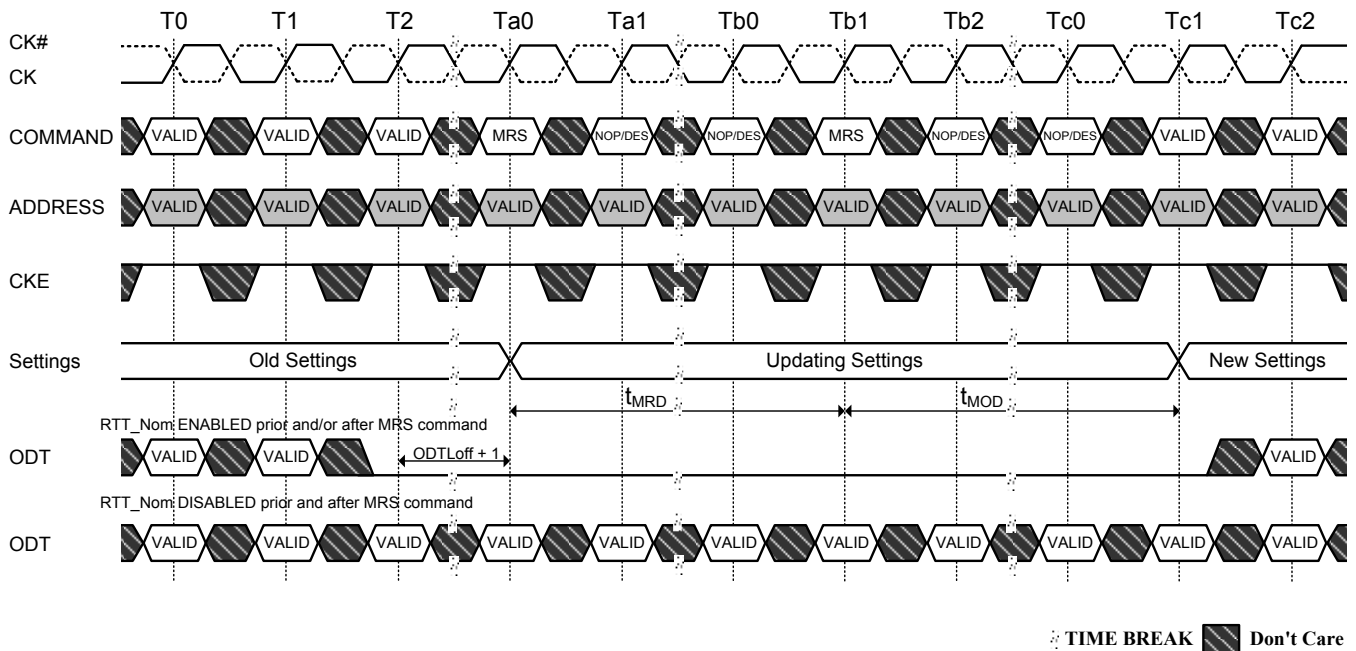 T0 T1 T2 Ta0 Ta1 Tb0 Tb1 Tb2 Tc0 Tc1 Tc2
CK#
CK
COMMAND VALID VALID VALID MRS NOP/DES NOP/DES MRS NOP/DES NOP/DES VALID VALID
ADDRESS VALID VALID VALID VALID VALID VALID VALID VALID VALID VALID VALID
CKE
Settings Old Settings Updating Settings New Settings
tMRD tMOD
RTT_Nom ENABLED prior and/or after MRS command
ODT VALID VALID ODTLoff + 1 VALID
RTT_Nom DISABLED prior and after MRS command
ODT VALID VALID VALID VALID VALID VALID VALID VALID VALID VALID VALID
TIME BREAK Don't Care